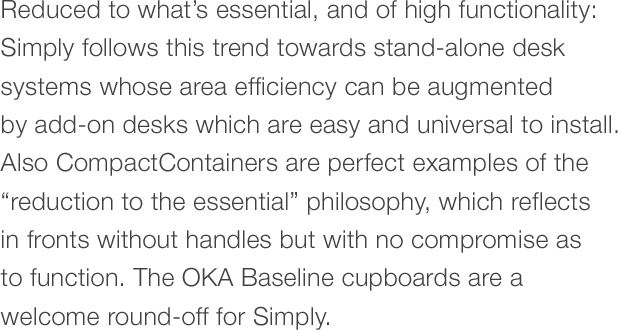 Reduced to what’s essential, and of high functionality:
Simply follows this trend towards stand-alone desk
systems whose area efficiency can be augmented
by add-on desks which are easy and universal to install.
Also CompactContainers are perfect examples of the
“reduction to the essential” philosophy, which reflects
in fronts without handles but with no compromise as
to function. The OKA Baseline cupboards are a
welcome round-off for Simply.